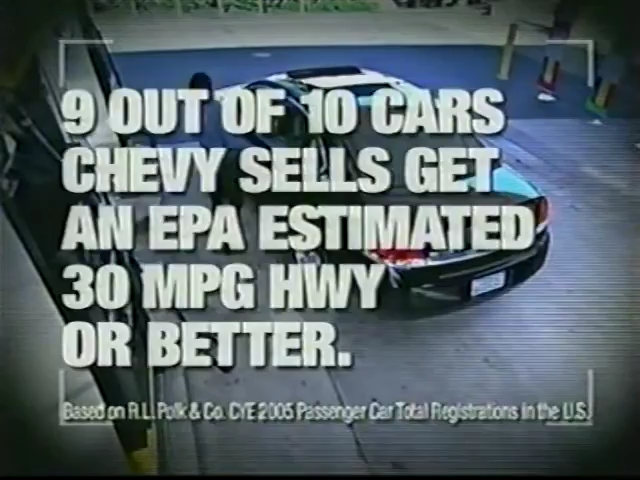 9 OUT OF 10 CARS
CHEVY SELLS GET
AN EPA ESTIMATED
30 MPG HWY
OR BETTER.
Based on R.L. Polk & Co. CYE 2005 Passenger Car Total Registrations in the U.S.